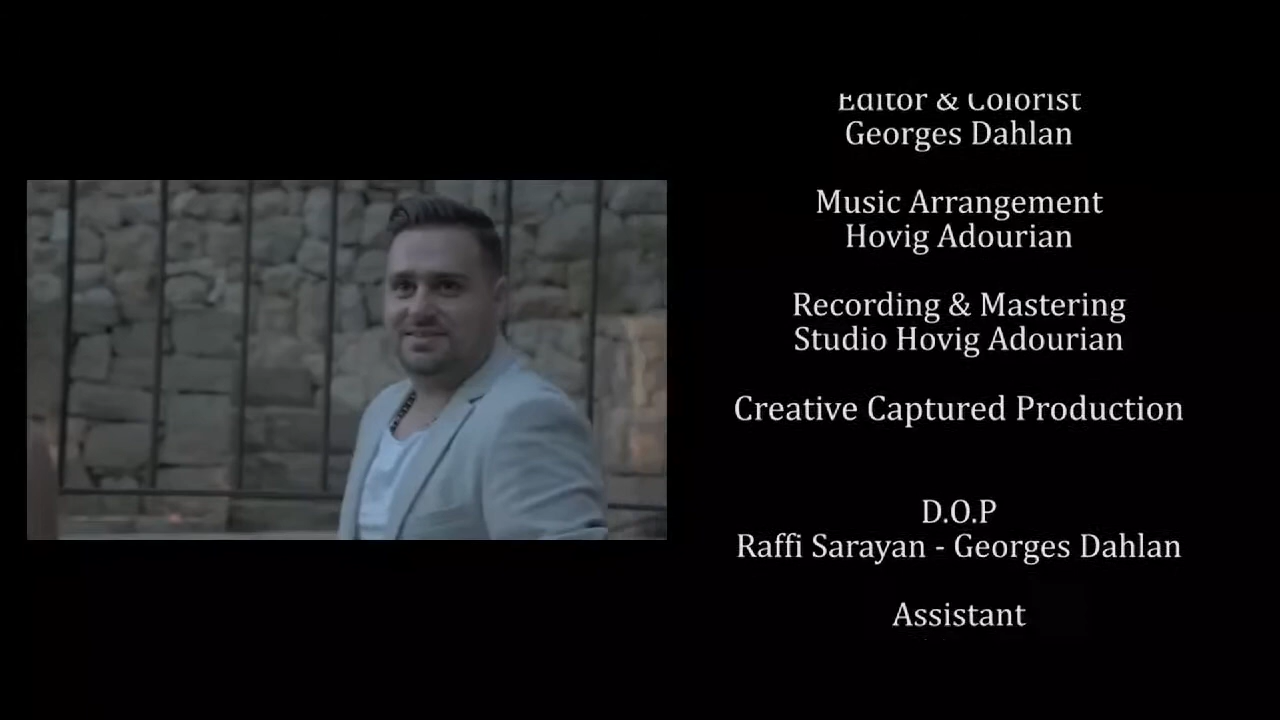 Editor & Colorist
Georges Dahlan
Music Arrangement
Hovig Adourian
Recording & Mastering
Studio Hovig Adourian
Creative Captured Production
D.O.P
Raffi Sarayan - Georges Dahlan
Assistant